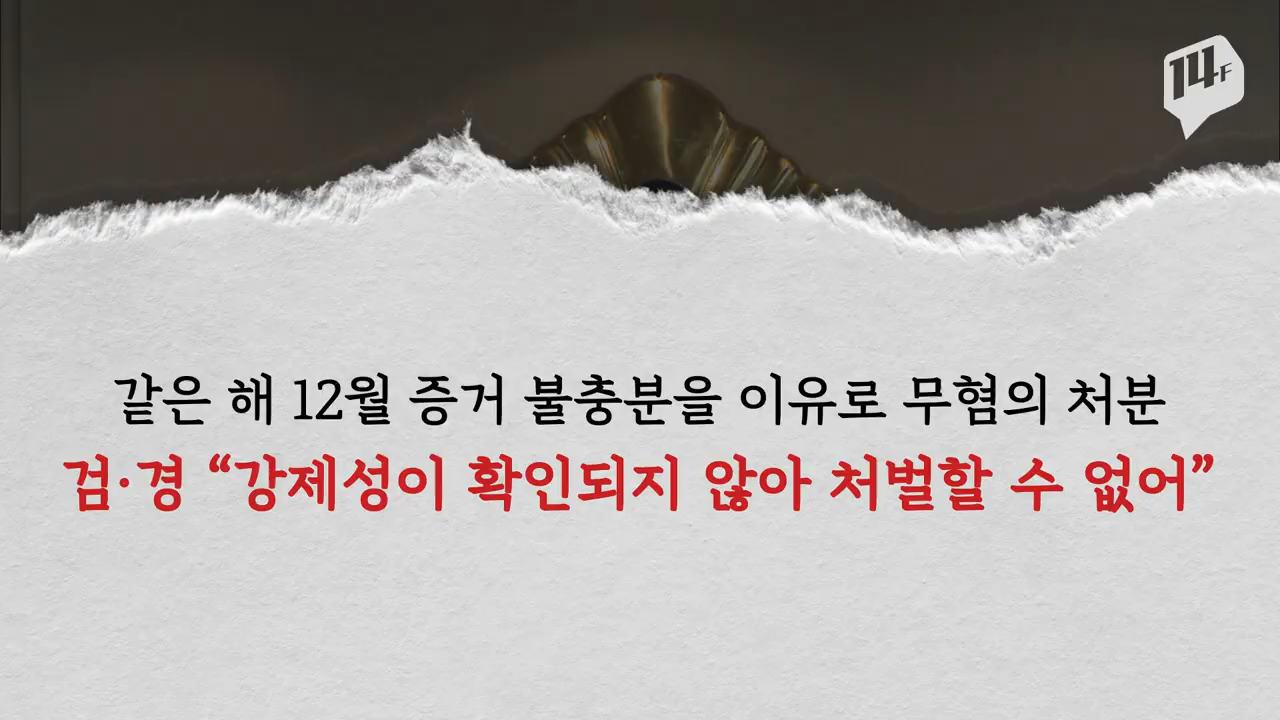 14F
같은 해 12월 증거 불충분을 이유로 무혐의 처분
검·경 “강제성이 확인되지 않아 처벌할 수 없어”